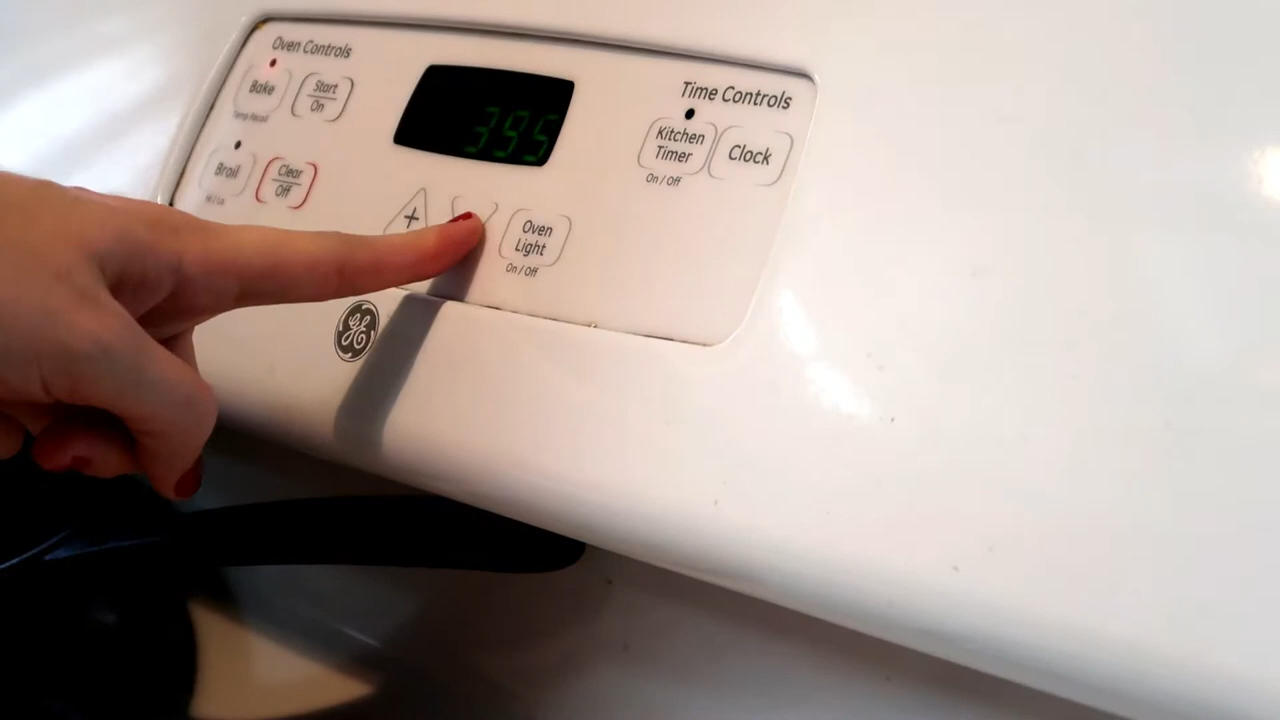 Oven Controls
Bake
Start
On
Temp Recall
Broil
Clear
Off
Hi / Lo
395
+
Oven
Light
On / Off
Time Controls
Kitchen
Timer
On / Off
Clock
GE